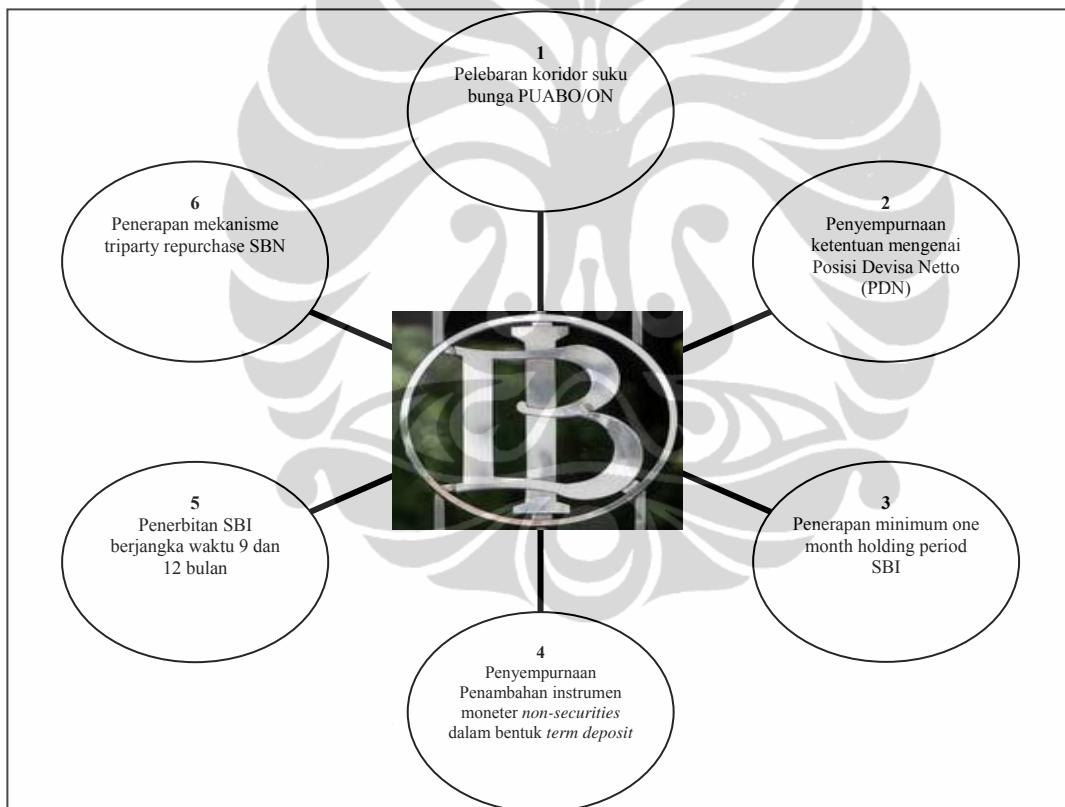 1
Pelebaran koridor suku
bunga PUABO/ON
2
Penyempurnaan
ketentuan mengenai
Posisi Devisa Netto
(PDN)
3
Penerapan minimum one
month holding period
SBI
4
Penyempurnaan
Penambahan instrumen
moneter non-securities
dalam bentuk term deposit
5
Penerbitan SBI
berjangka waktu 9 dan
12 bulan
6
Penerapan mekanisme
triparty repurchase SBN
BI